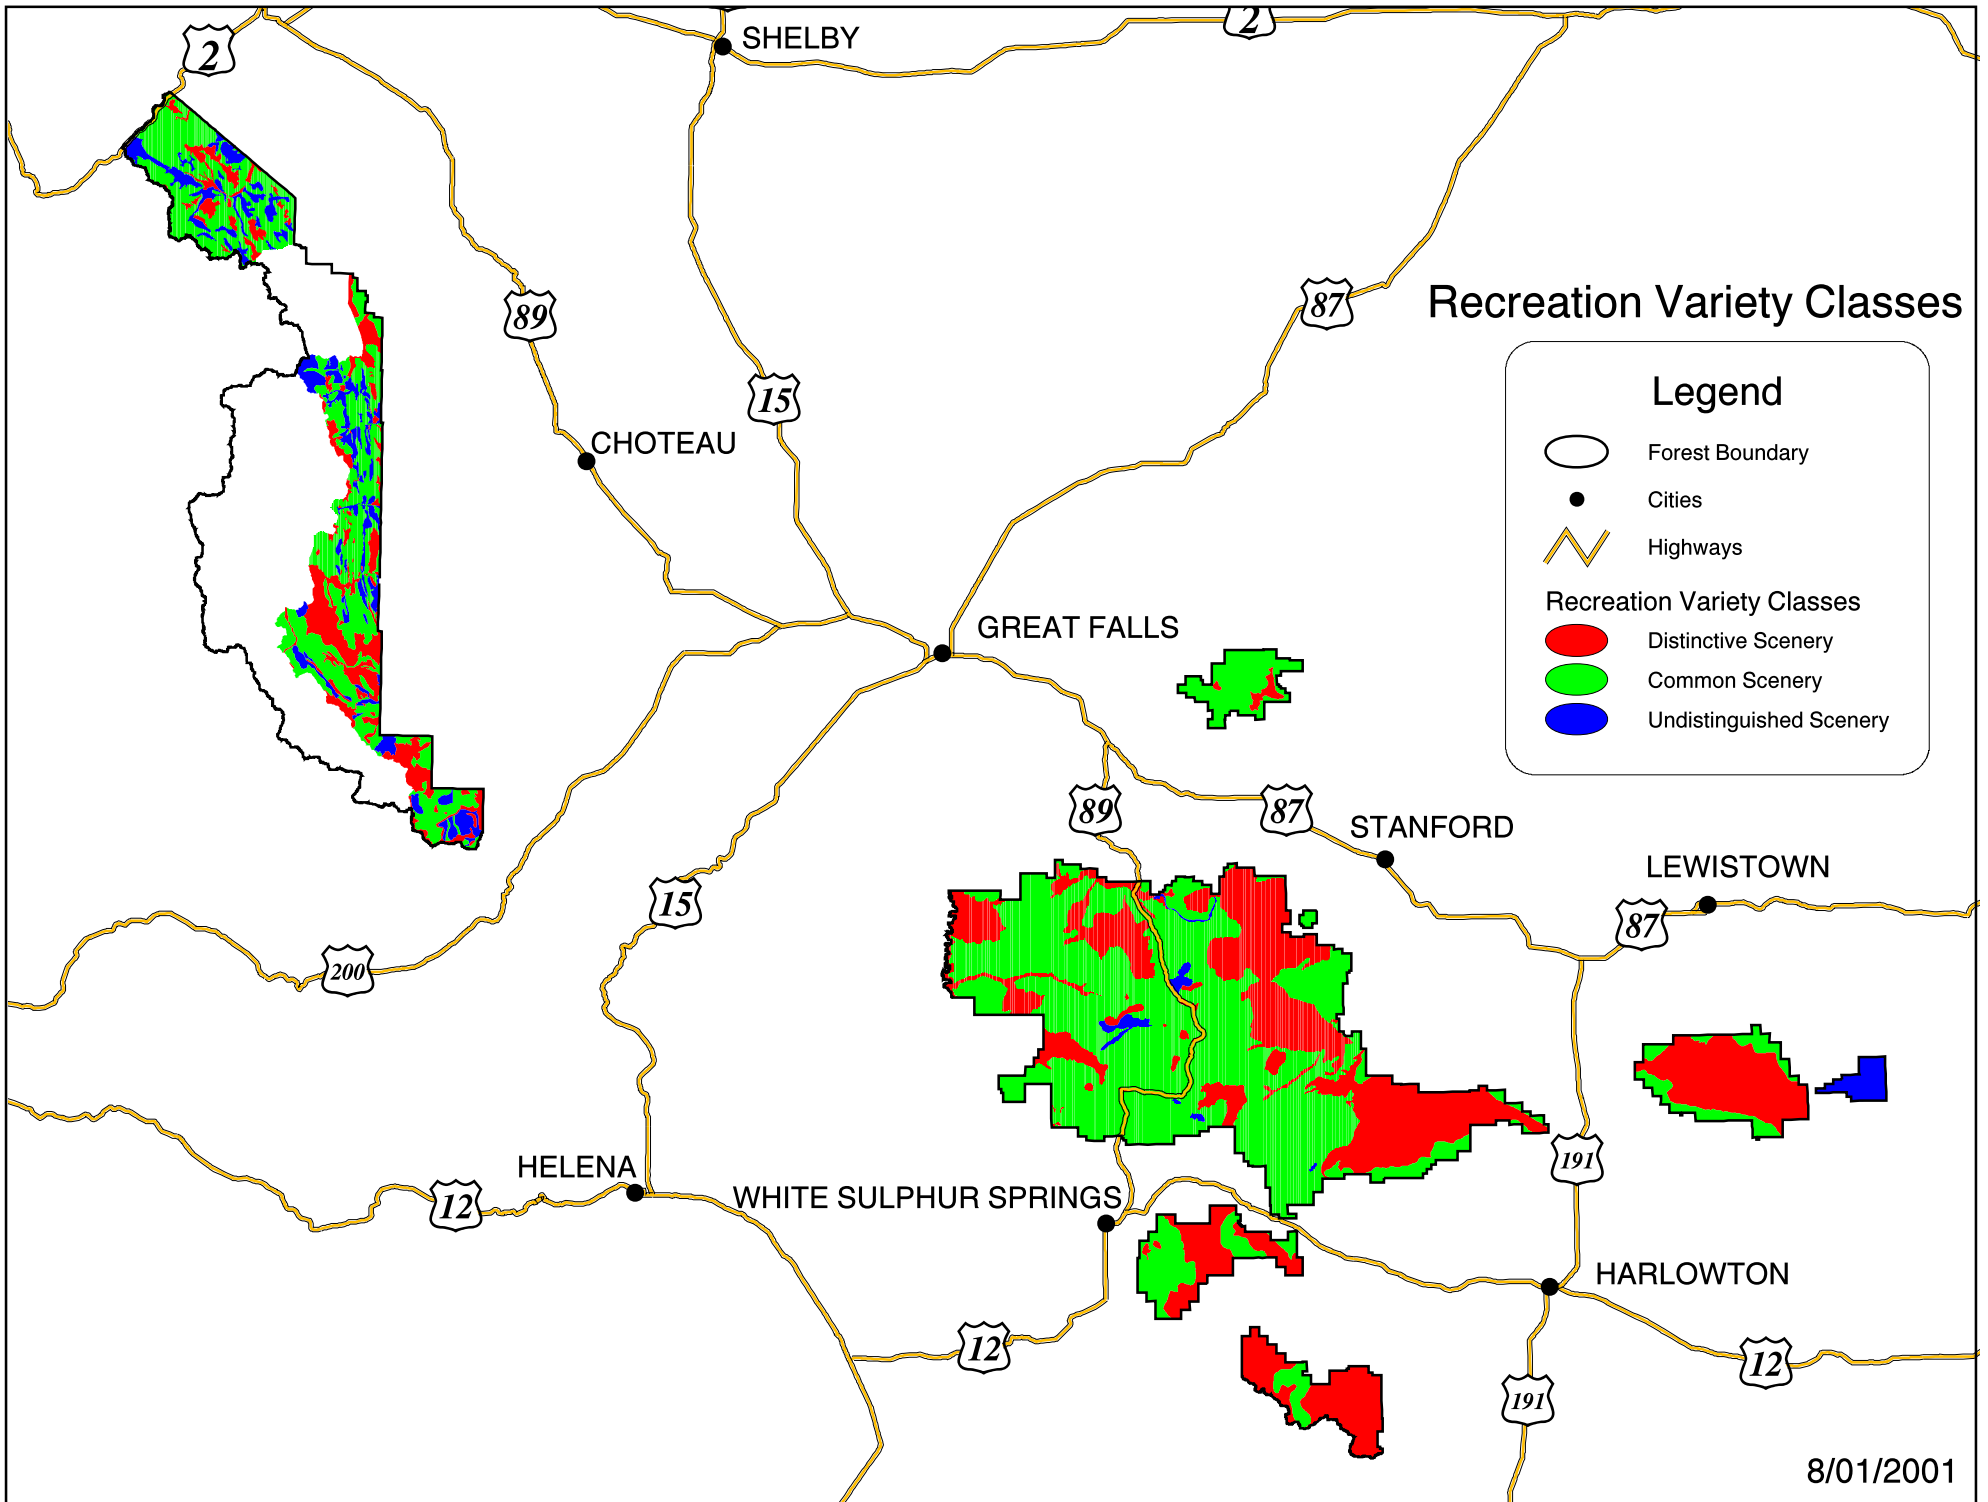 2
SHELBY
2
89
87
Recreation Variety Classes
15
Legend
CHOTEAU
Forest Boundary
Cities
Highways
Recreation Variety Classes
GREAT FALLS
Distinctive Scenery
Common Scenery
Undistinguished Scenery
89
87
STANFORD
LEWISTOWN
15
87
200
HELENA
191
12
WHITE SULPHUR SPRINGS
HARLOWTON
12
12
191
8/01/2001